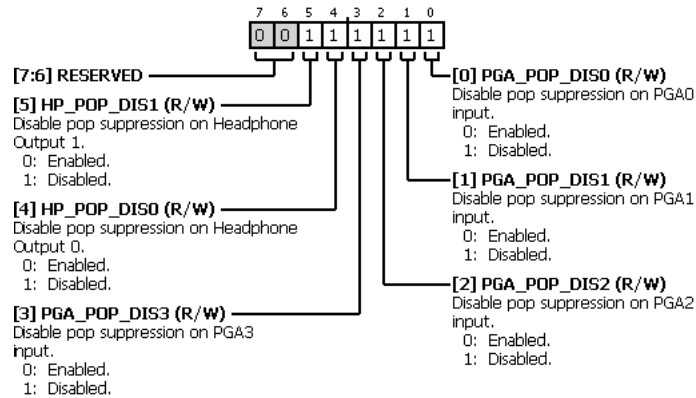 7 6 5 4 3 2 1 0
0 0 1 1 1 1 1 1
[7:6] RESERVED
[5] HP_POP_DIS1 (R/W)
Disable pop suppression on Headphone
Output 1.
0: Enabled.
1: Disabled.
[4] HP_POP_DIS0 (R/W)
Disable pop suppression on Headphone
Output 0.
0: Enabled.
1: Disabled.
[3] PGA_POP_DIS3 (R/W)
Disable pop suppression on PGA3
input.
0: Enabled.
1: Disabled.
[0] PGA_POP_DIS0 (R/W)
Disable pop suppression on PGA0
input.
0: Enabled.
1: Disabled.
[1] PGA_POP_DIS1 (R/W)
Disable pop suppression on PGA1
input.
0: Enabled.
1: Disabled.
[2] PGA_POP_DIS2 (R/W)
Disable pop suppression on PGA2
input.
0: Enabled.
1: Disabled.